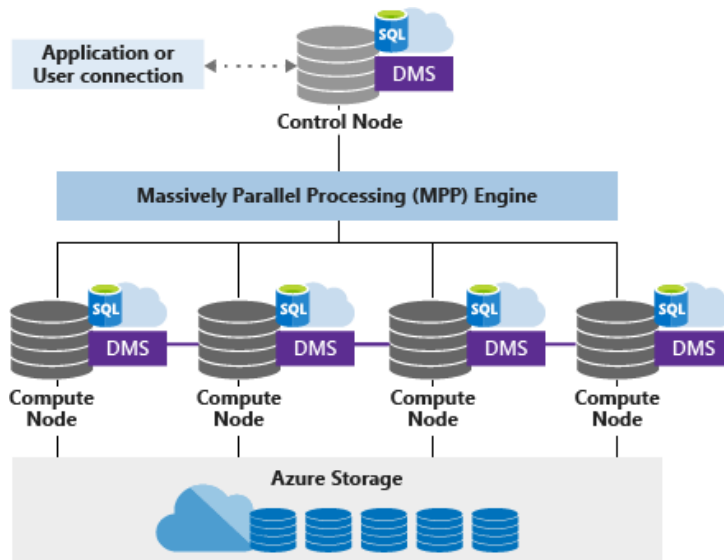 SQL
Application or
User connection
DMS
Control Node
Massively Parallel Processing (MPP) Engine
SQL
SQL
SQL
SQL
DMS
DMS
DMS
DMS
Compute
Node
Compute
Node
Compute
Node
Compute
Node
Azure Storage